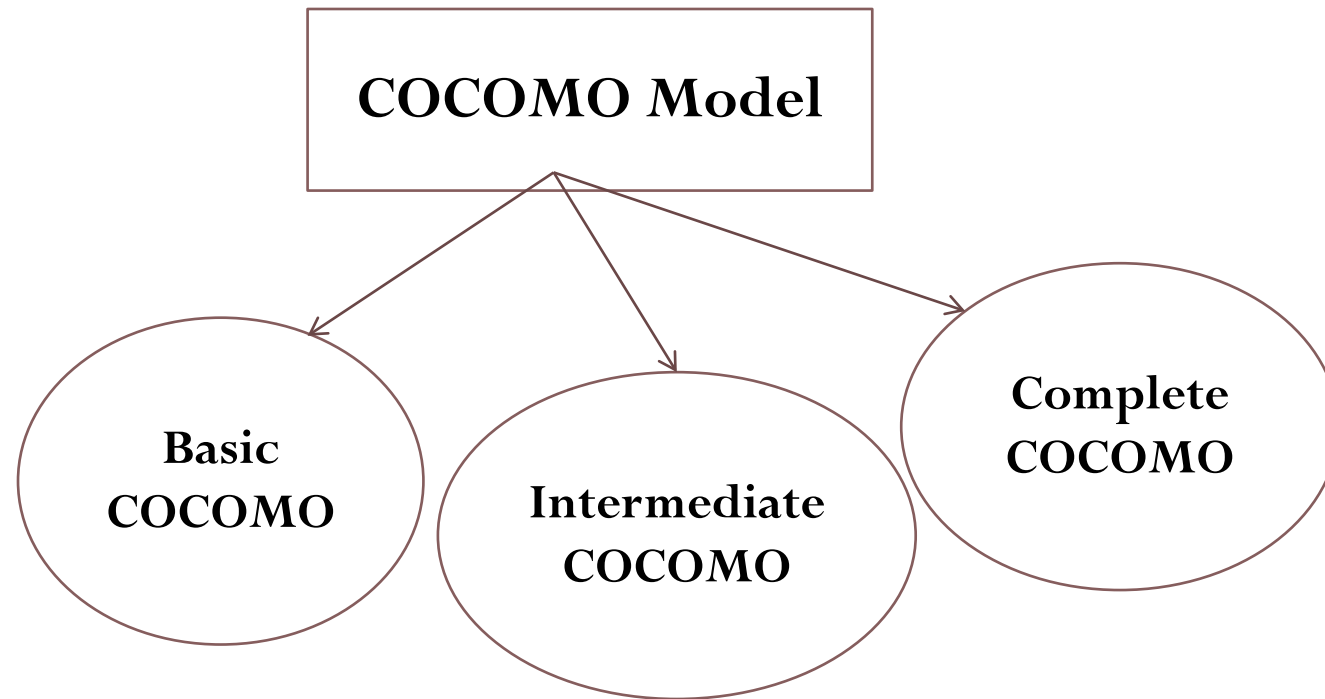 COCOMO Model
Basic
COCOMO
Intermediate
COCOMO
Complete
COCOMO